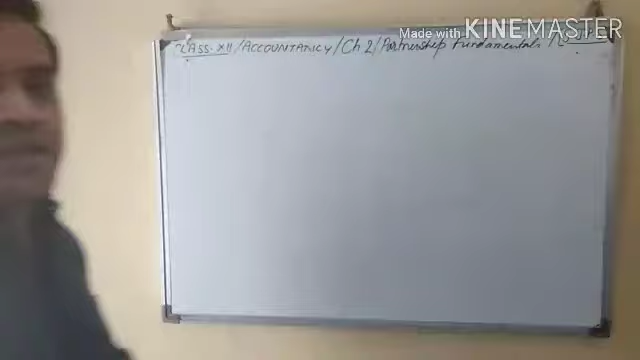 Made with KINEMASTER
CLASS-XII/ACCOUNTANCY/Ch 2/Partnership Fundamentals/